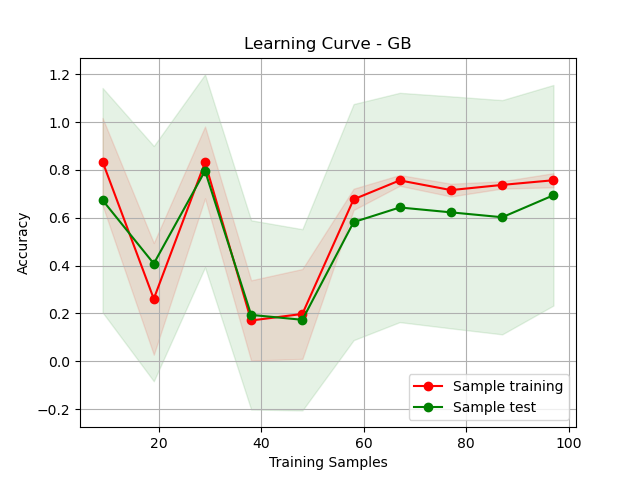 Learning Curve - GB
1.2
1.0
0.8
0.6
0.4
0.2
0.0
−0.2
Accuracy
20
40
60
80
100
Training Samples
Sample training
Sample test